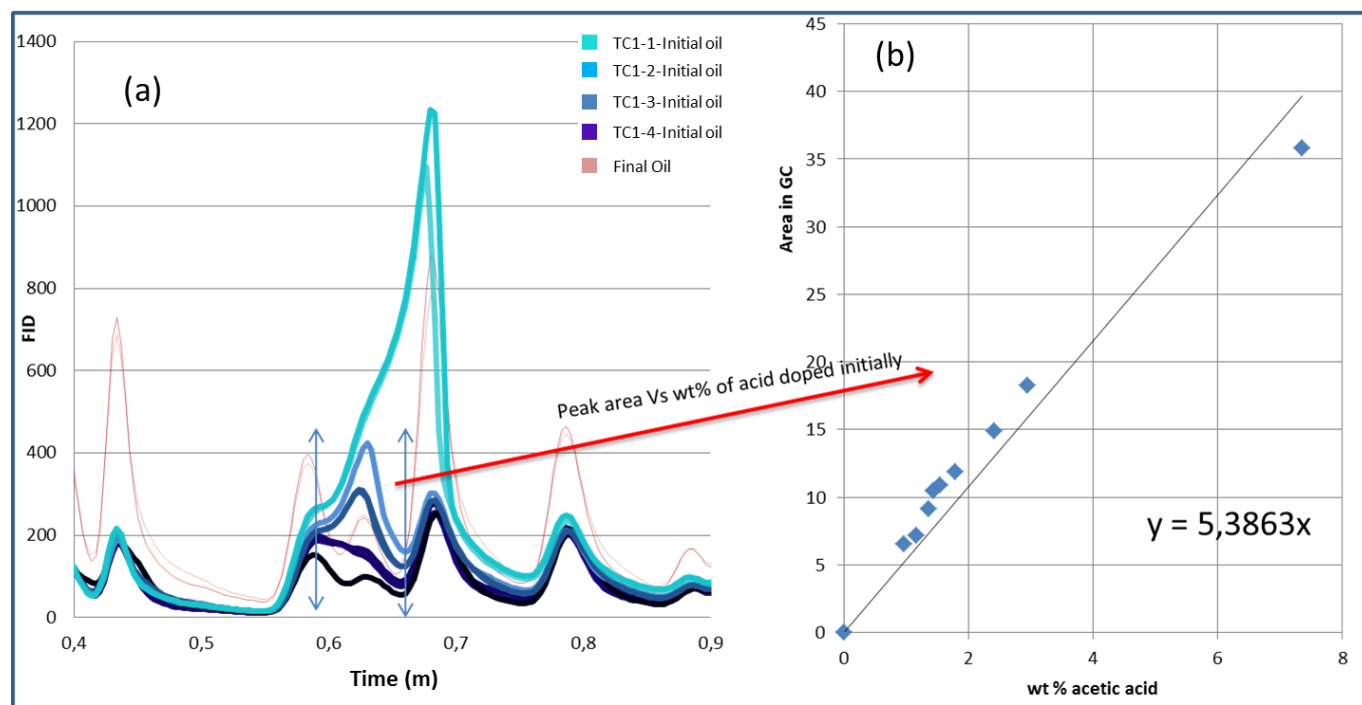 (a)
1400
1200
1000
800
600
400
200
0
FID
0,4
0,5
0,6
0,7
0,8
0,9
Time (m)
TC1-1-Initial oil
TC1-2-Initial oil
TC1-3-Initial oil
TC1-4-Initial oil
Final Oil
Peak area Vs wt% of acid doped initially
(b)
45
40
35
30
25
20
15
10
5
0
Area in GC
y = 5,3863x
0
2
4
6
8
wt % acetic acid